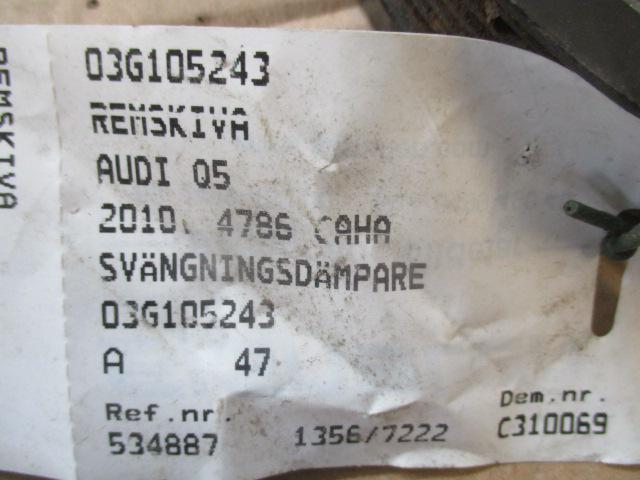 REMSKIVA
03G105243
REMSKIVA
AUDI Q5
2010 4786 CAHA
SVÄNGNINGSDÄMPARE
03G105243
A 47
Ref.nr.
534887
1356/7222
Dem.nr.
C310069